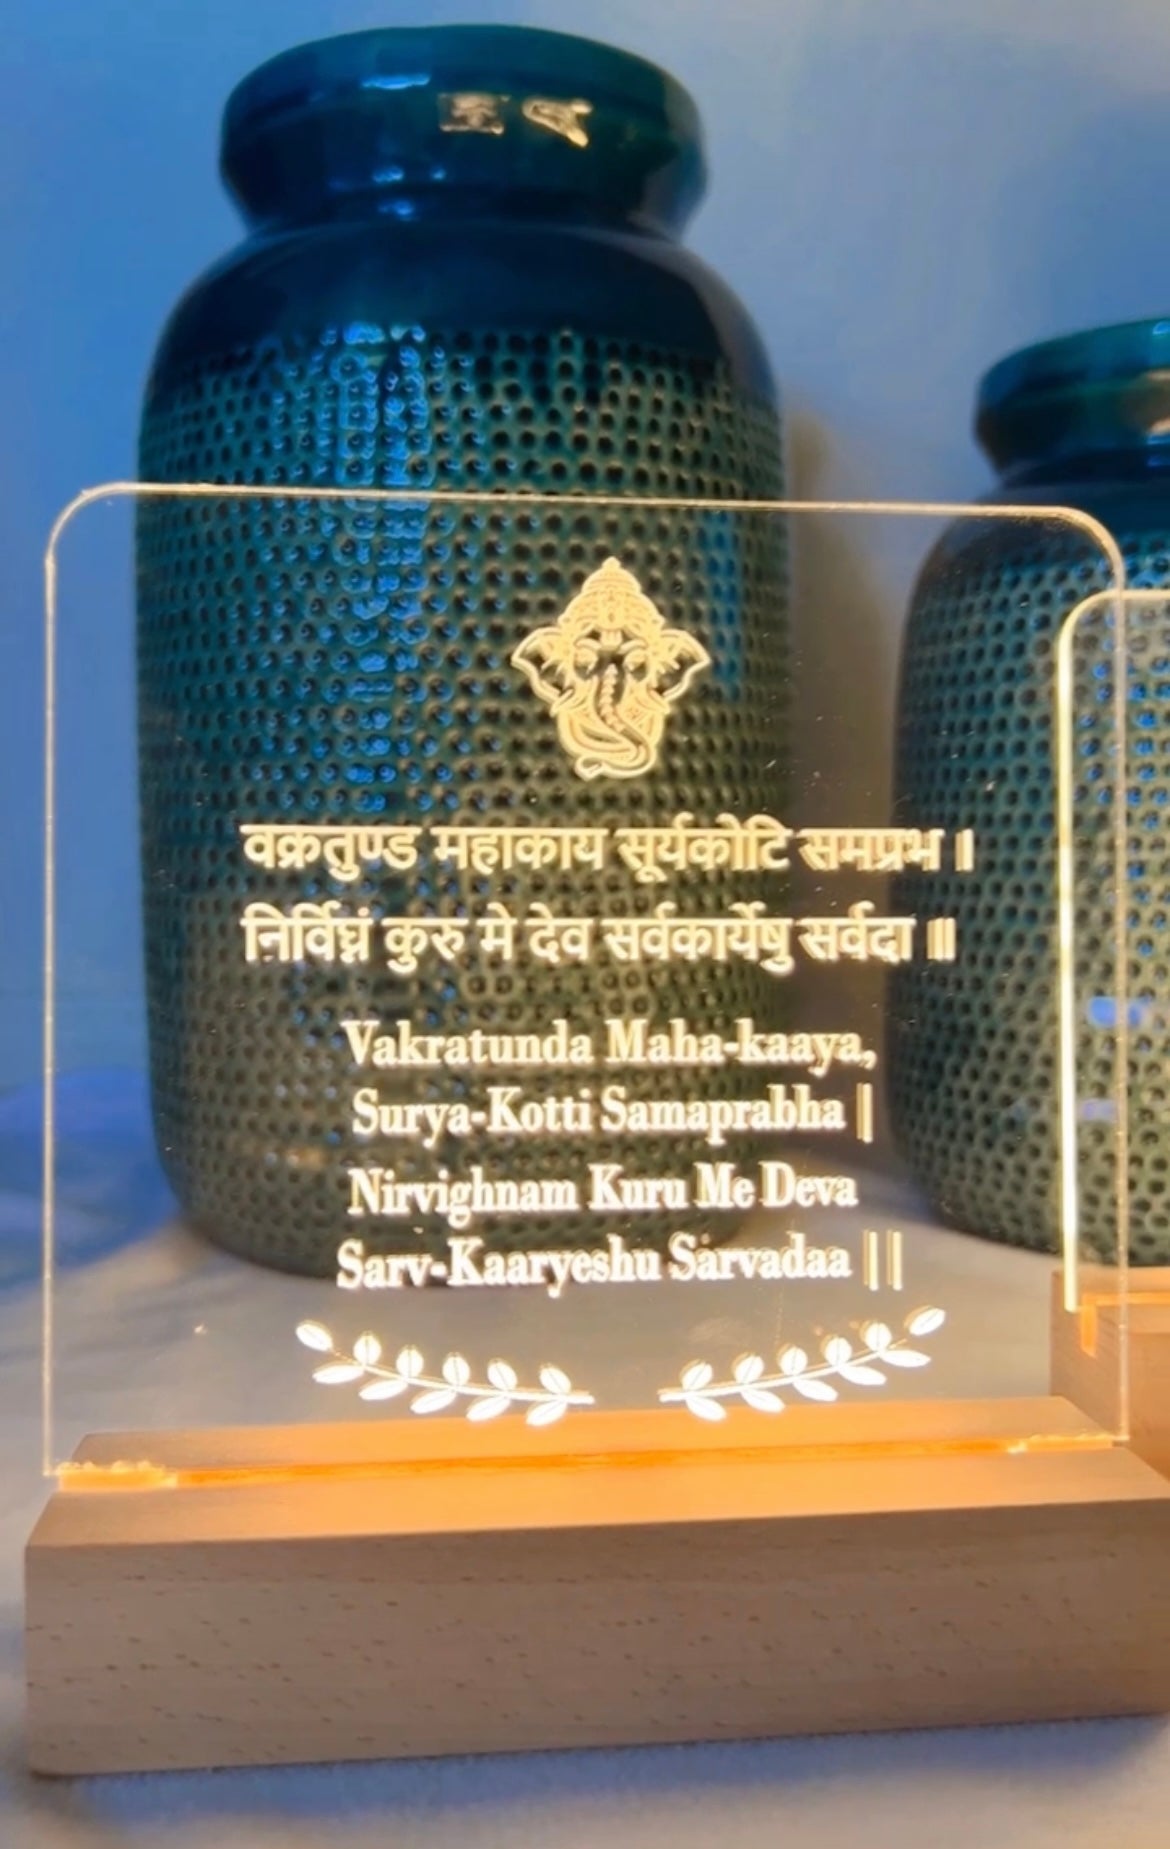 वक्रतुण्ड महाकाय सूर्यकोटि समप्रभ ।
निर्विघ्नं कुरु मे देव सर्वकार्येषु सर्वदा ॥
Vakratunda Maha-kaaya,
Surya-Kotti Samaprabha |
Nirvighnam Kuru Me Deva
Sarv-Kaaryeshu Sarvadaa ||